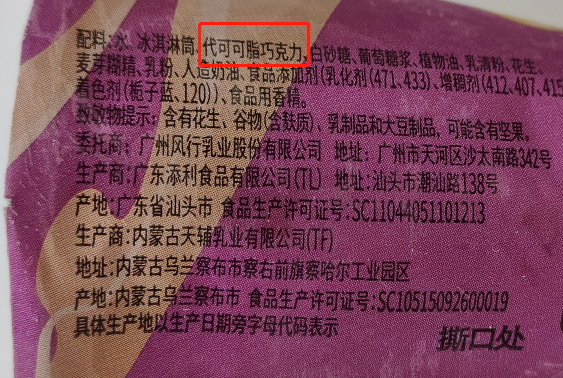 配料:水、冰淇淋筒、代可可脂巧克力、白砂糖、葡萄糖浆、植物油、乳清粉、花生、
麦芽糊精、乳粉、人造奶油、食品添加剂(乳化剂(471、433)、增稠剂(412、407、415
着色剂(栀子蓝、120))、食品用香精。
致敏物提示: 含有花生、谷物(含麸质)、乳制品和大豆制品, 可能含有坚果。
委托商:广州风行乳业股份有限公司 地址: 广州市天河区沙太南路342号
生产商:广东添利食品有限公司(TL) 地址:汕头市潮汕路138号
产地:广东省汕头市 食品生产许可证号:SC11044051101213
生产商:内蒙古天辅乳业有限公司(TF)
地址:内蒙古乌兰察布市察右前旗察哈尔工业园区
产地:内蒙古乌兰察布市 食品生产许可证号:SC10515092600019
具体生产地以生产日期旁字母代码表示
撕口处